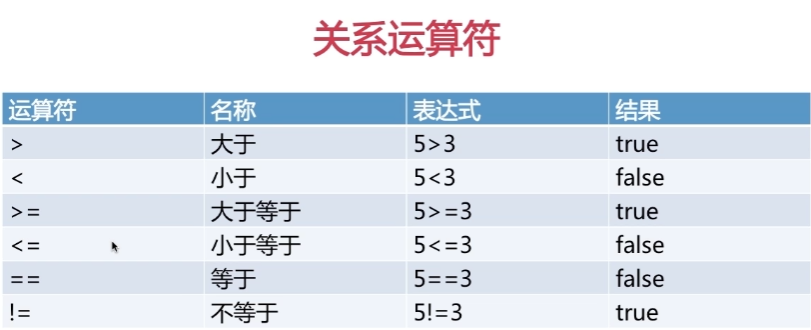 关系运算符
运算符 名称 表达式 结果
> 大于 5>3 true
< 小于 5<3 false
>= 大于等于 5>=3 true
<= 小于等于 5<=3 false
== 等于 5==3 false
!= 不等于 5!=3 true